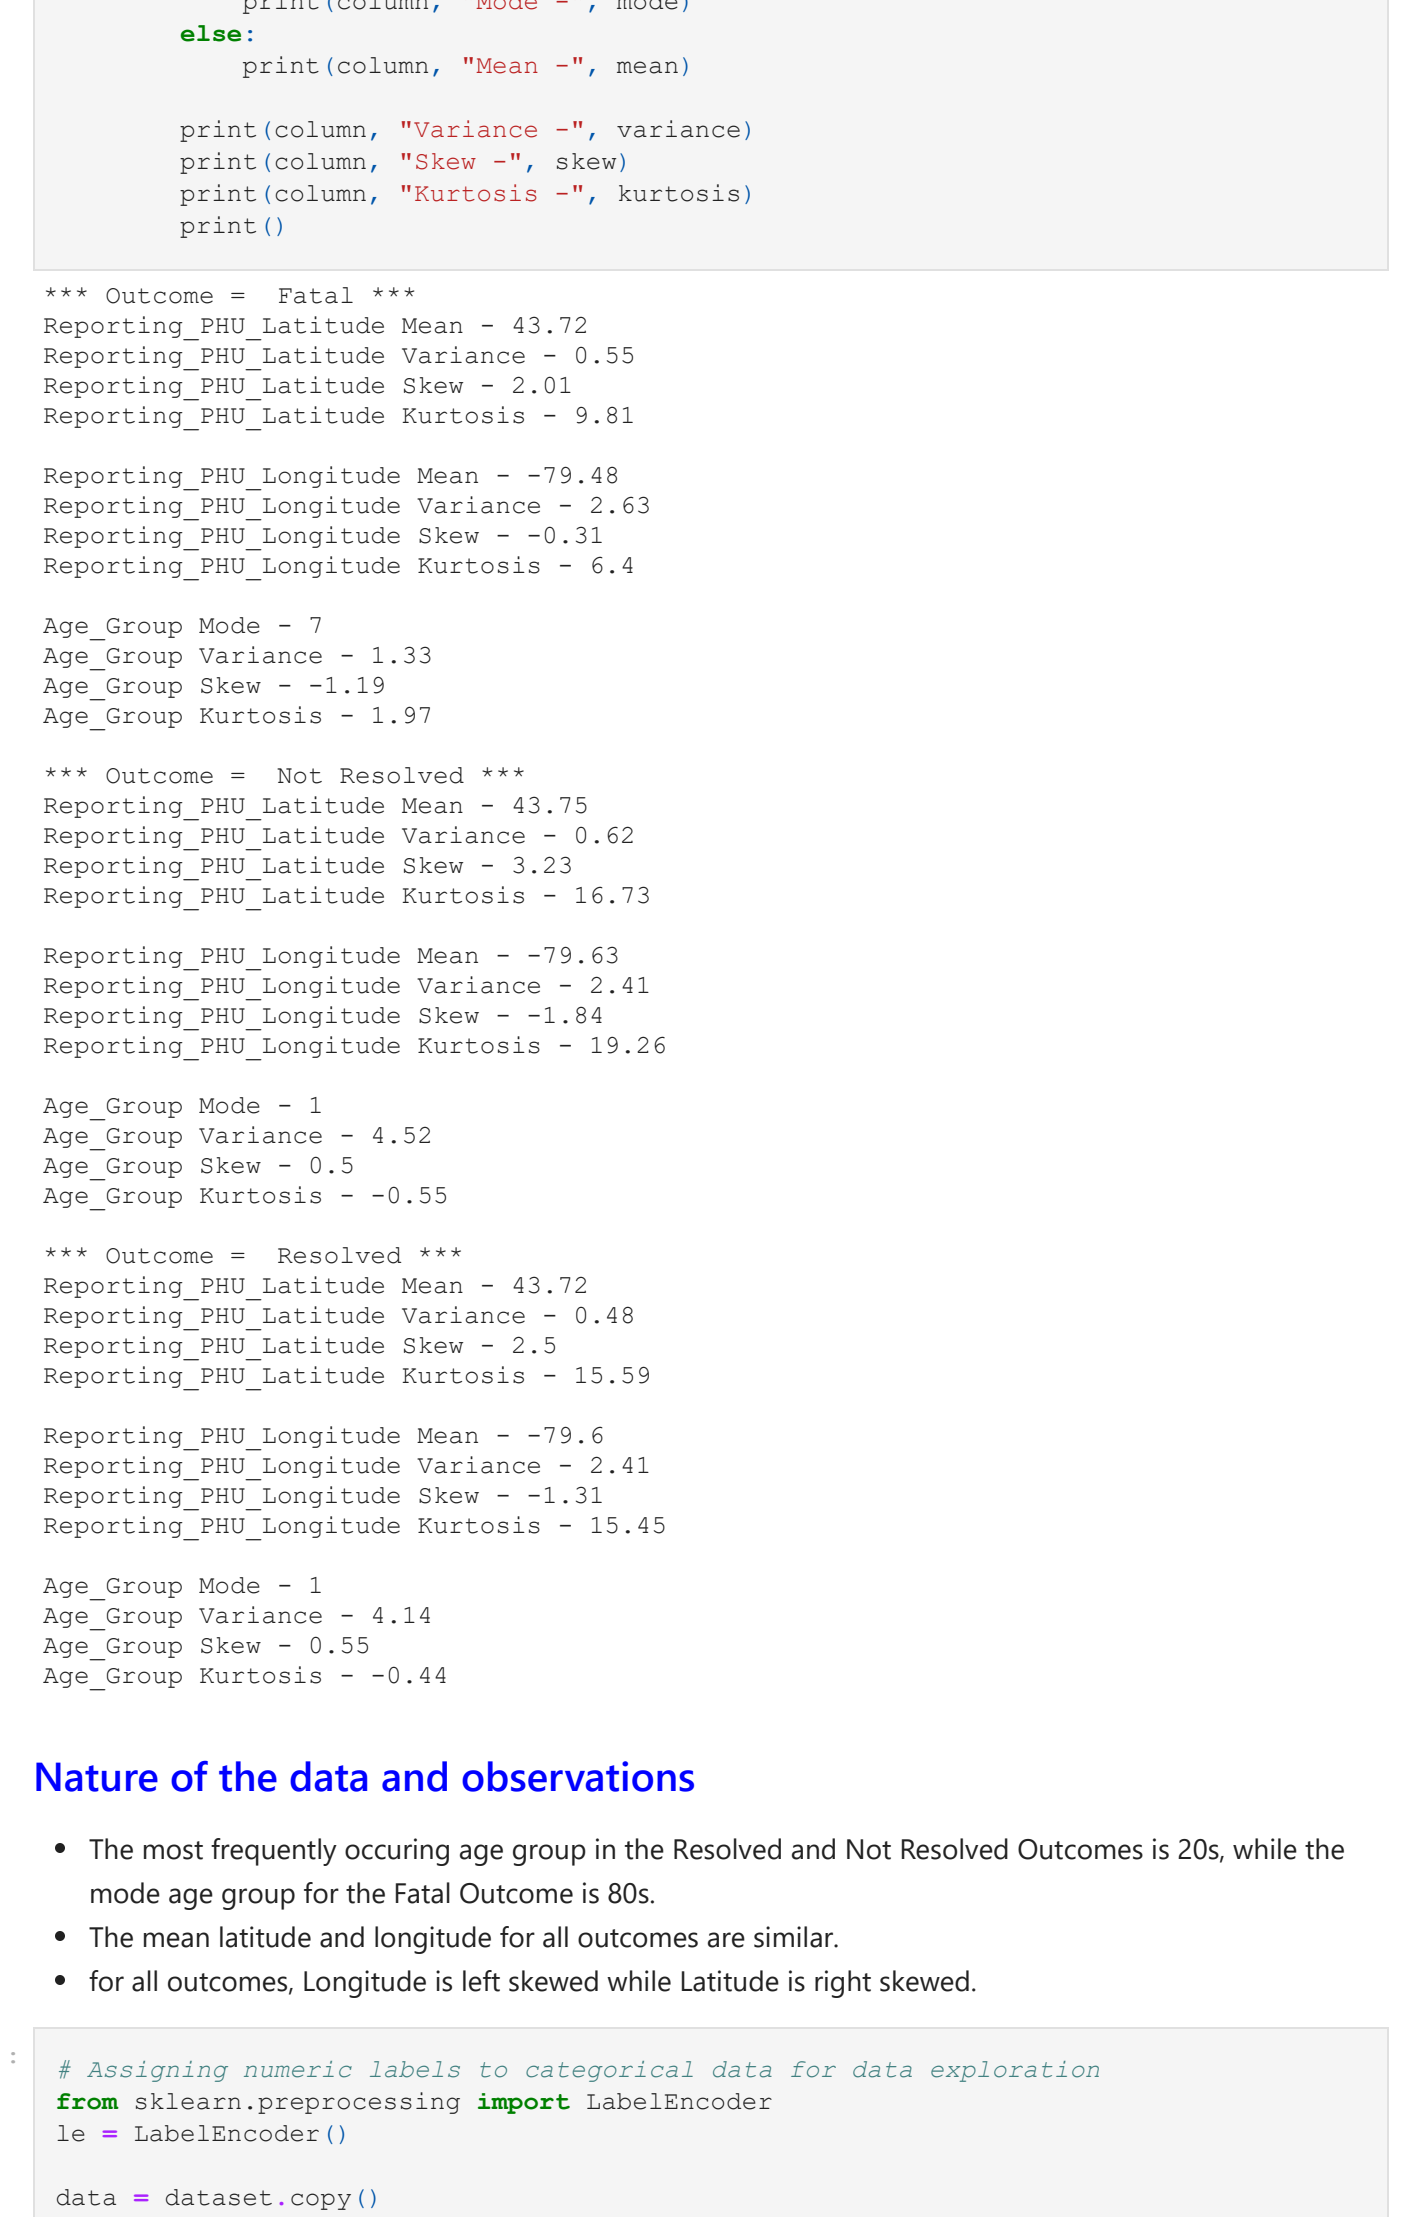 print(column, "Mode -", mode)
else:
print(column, "Mean -", mean)
print(column, "Variance -", variance)
print(column, "Skew -", skew)
print(column, "Kurtosis -", kurtosis)
print()
*** Outcome =  Fatal ***
Reporting_PHU_Latitude Mean - 43.72
Reporting_PHU_Latitude Variance - 0.55
Reporting_PHU_Latitude Skew - 2.01
Reporting_PHU_Latitude Kurtosis - 9.81
Reporting_PHU_Longitude Mean - -79.48
Reporting_PHU_Longitude Variance - 2.63
Reporting_PHU_Longitude Skew - -0.31
Reporting_PHU_Longitude Kurtosis - 6.4
Age_Group Mode - 7
Age_Group Variance - 1.33
Age_Group Skew - -1.19
Age_Group Kurtosis - 1.97
*** Outcome =  Not Resolved ***
Reporting_PHU_Latitude Mean - 43.75
Reporting_PHU_Latitude Variance - 0.62
Reporting_PHU_Latitude Skew - 3.23
Reporting_PHU_Latitude Kurtosis - 16.73
Reporting_PHU_Longitude Mean - -79.63
Reporting_PHU_Longitude Variance - 2.41
Reporting_PHU_Longitude Skew - -1.84
Reporting_PHU_Longitude Kurtosis - 19.26
Age_Group Mode - 1
Age_Group Variance - 4.52
Age_Group Skew - 0.5
Age_Group Kurtosis - -0.55
*** Outcome =  Resolved ***
Reporting_PHU_Latitude Mean - 43.72
Reporting_PHU_Latitude Variance - 0.48
Reporting_PHU_Latitude Skew - 2.5
Reporting_PHU_Latitude Kurtosis - 15.59
Reporting_PHU_Longitude Mean - -79.6
Reporting_PHU_Longitude Variance - 2.41
Reporting_PHU_Longitude Skew - -1.31
Reporting_PHU_Longitude Kurtosis - 15.45
Age_Group Mode - 1
Age_Group Variance - 4.14
Age_Group Skew - 0.55
Age_Group Kurtosis - -0.44
Nature of the data and observations
• The most frequently occuring age group in the Resolved and Not Resolved Outcomes is 20s, while the
mode age group for the Fatal Outcome is 80s.
• The mean latitude and longitude for all outcomes are similar.
• for all outcomes, Longitude is left skewed while Latitude is right skewed.
:
# Assigning numeric labels to categorical data for data exploration
from sklearn.preprocessing import LabelEncoder
le = LabelEncoder()
data = dataset.copy()